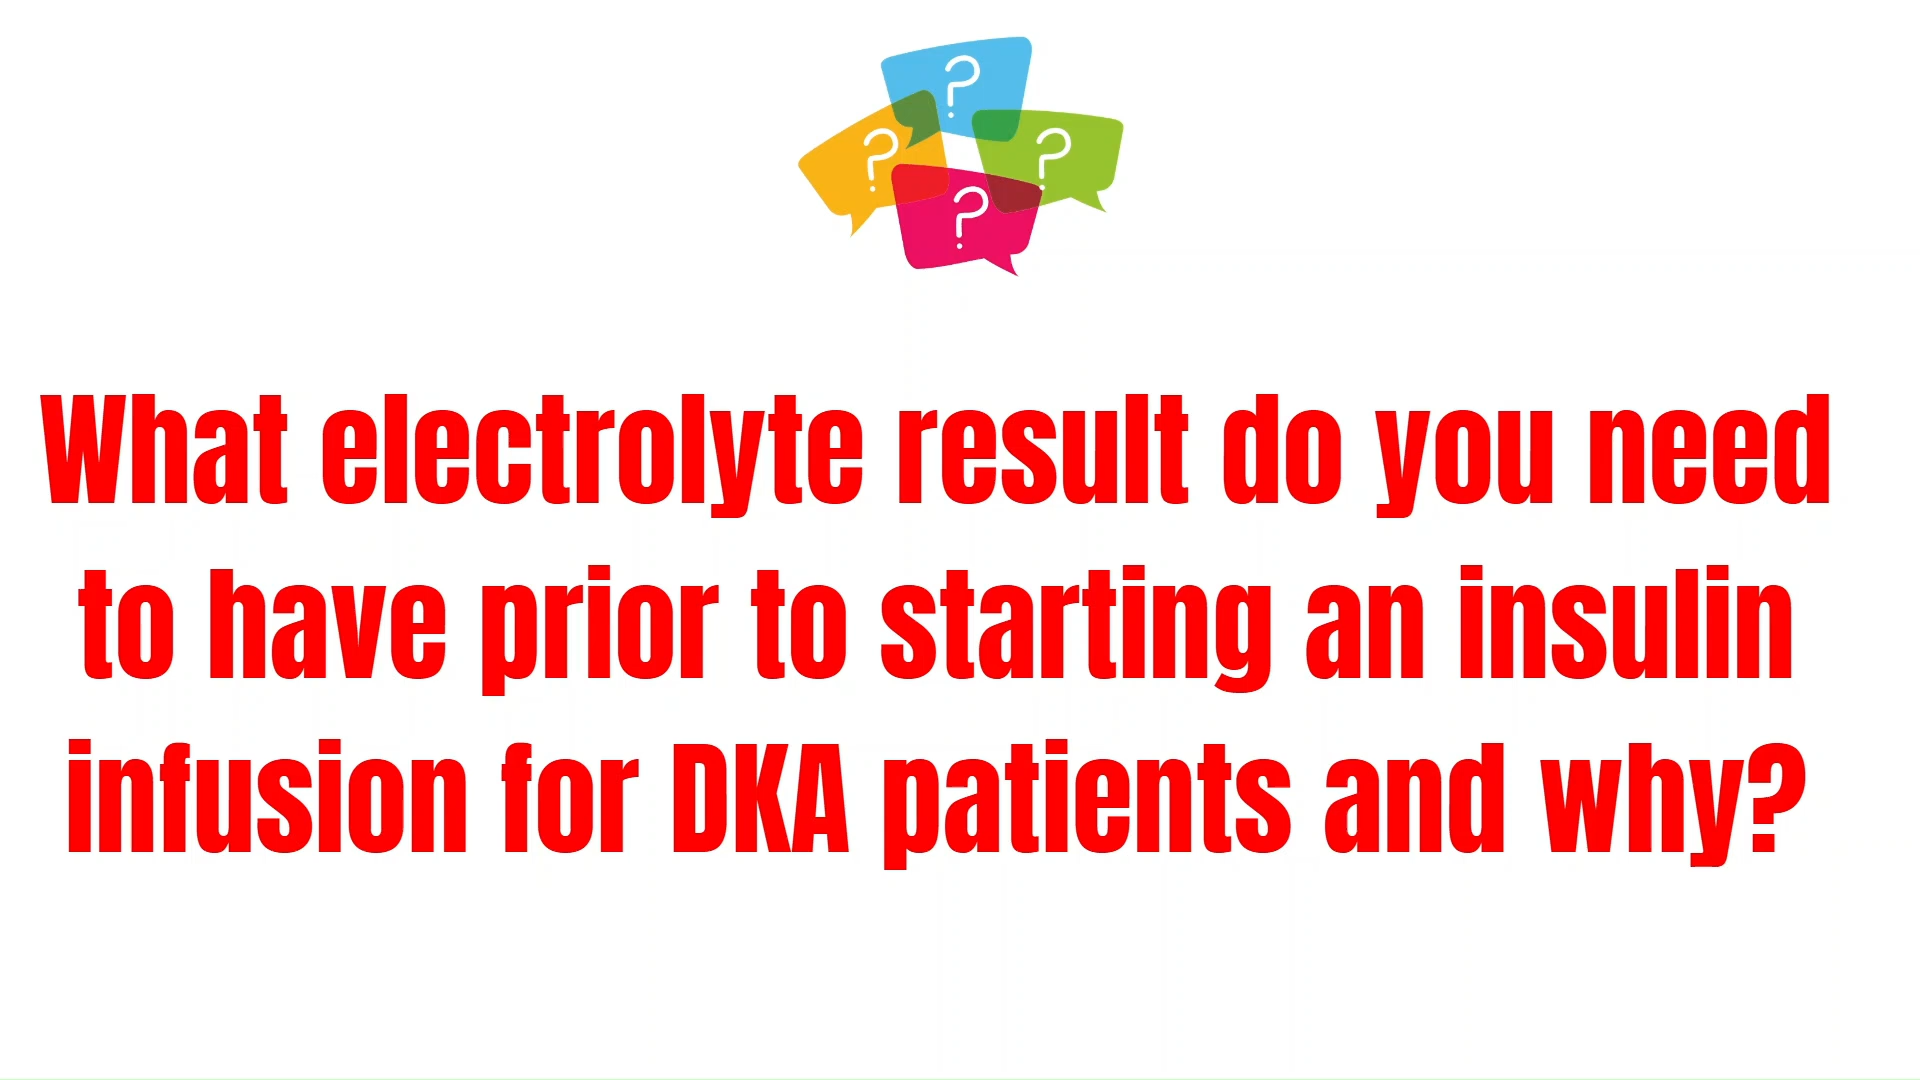 ? ? ? ?
What electrolyte result do you need
to have prior to starting an insulin
infusion for DKA patients and why?